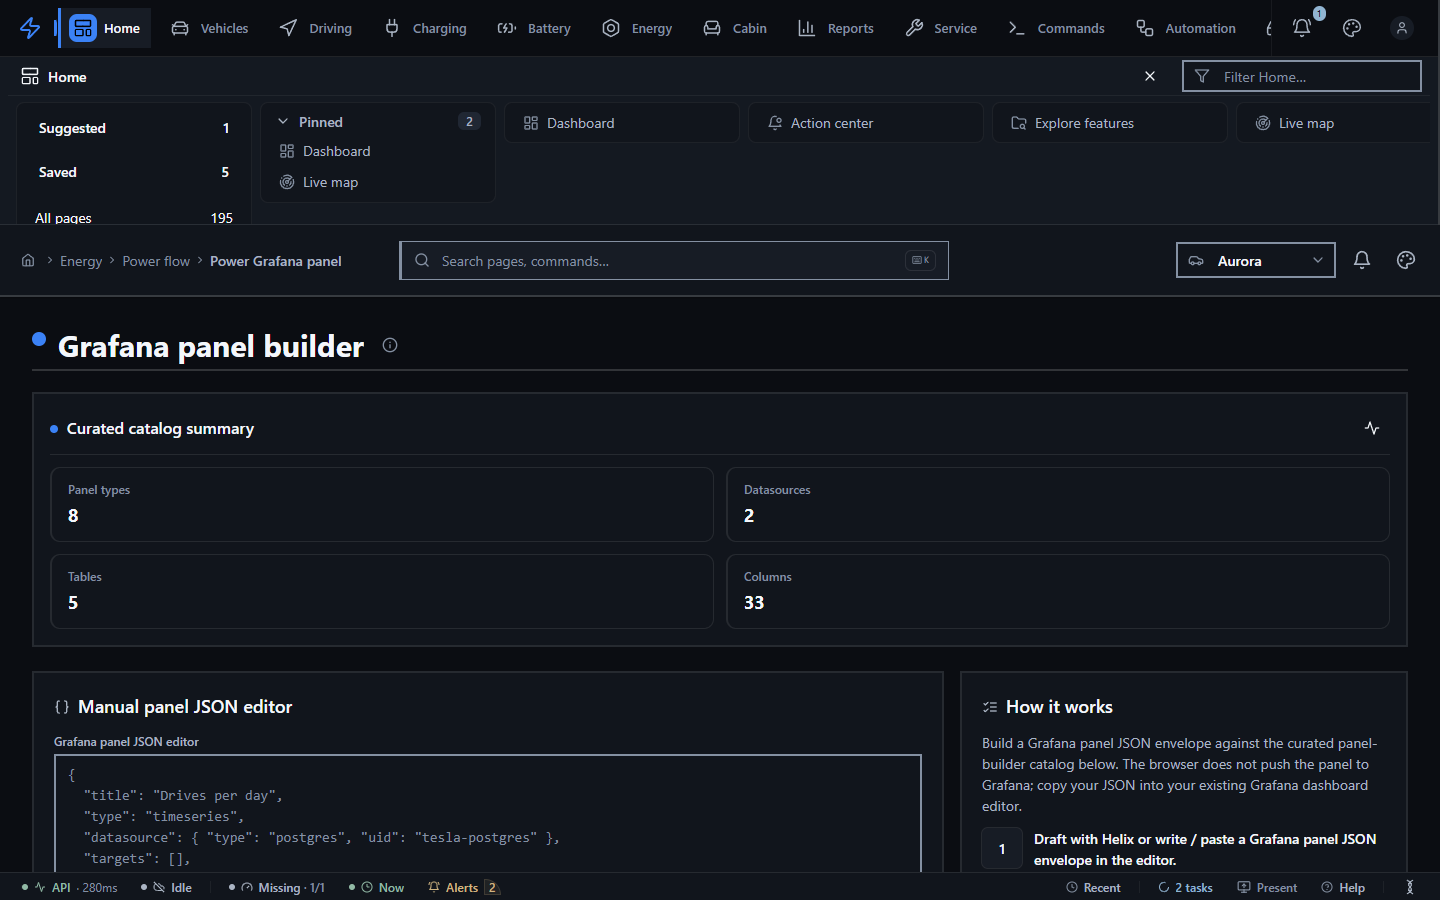 Home
Vehicles
Driving
Charging
Battery
Energy
Cabin
Reports
Service
Commands
Automation
1
Home
Filter Home...
Suggested 1
Saved 5
All pages 195
Pinned 2
Dashboard
Live map
Dashboard
Action center
Explore features
Live map
Energy > Power flow > Power Grafana panel
Search pages, commands...
K
Aurora
Grafana panel builder
Curated catalog summary
Panel types
8
Datasources
2
Tables
5
Columns
33
Manual panel JSON editor
Grafana panel JSON editor
{
"title": "Drives per day",
"type": "timeseries",
"datasource": { "type": "postgres", "uid": "tesla-postgres" },
"targets": [],
How it works
Build a Grafana panel JSON envelope against the curated panel-
builder catalog below. The browser does not push the panel to
Grafana; copy your JSON into your existing Grafana dashboard
editor.
1
Draft with Helix or write / paste a Grafana panel JSON
envelope in the editor.
API · 280ms
Idle
Missing · 1/1
Now
Alerts 2
Recent
2 tasks
Present
Help